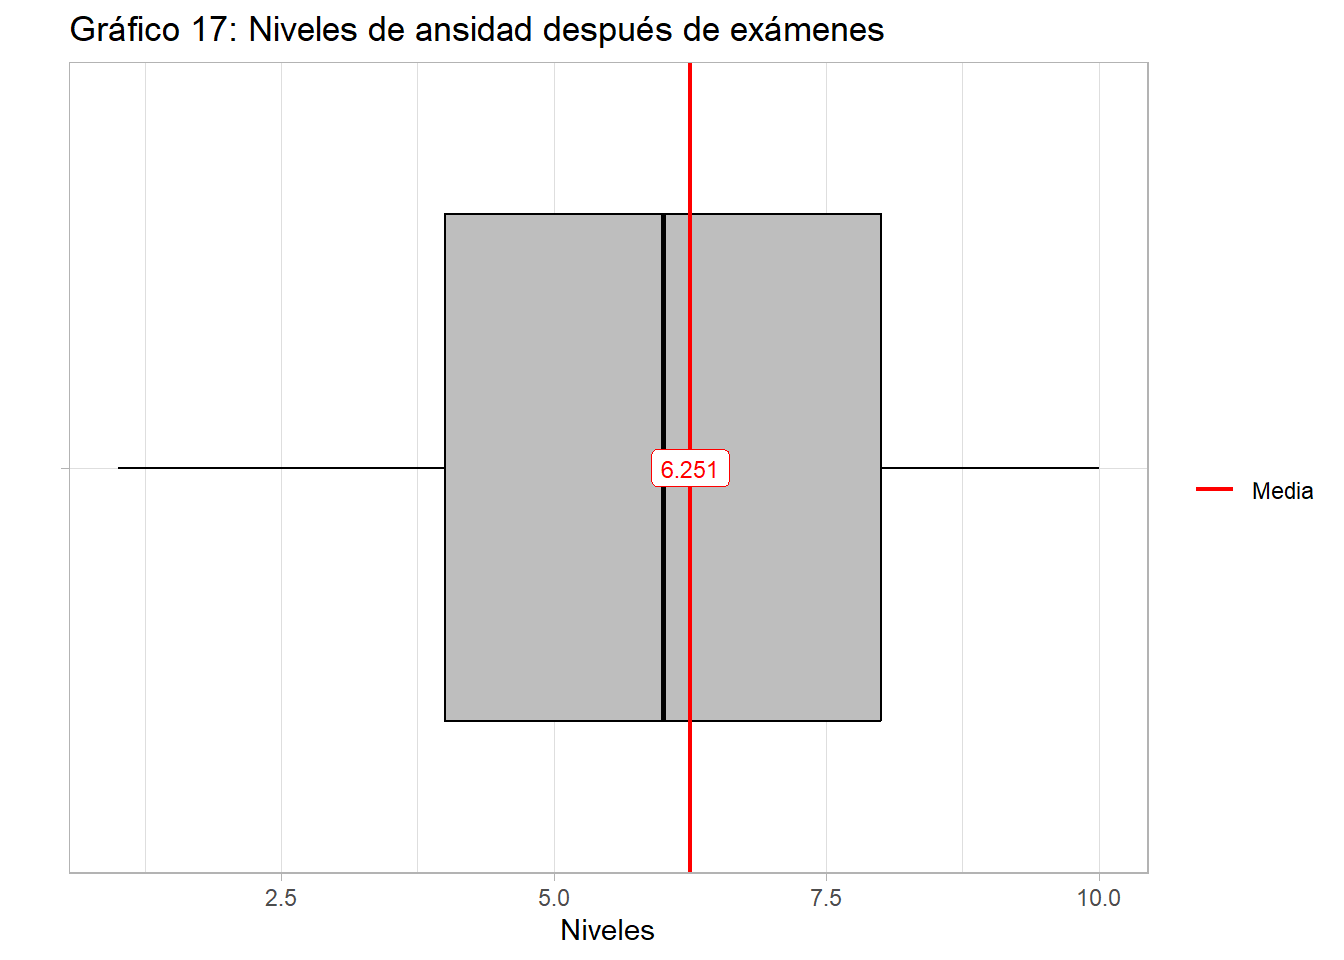 Gráfico 17: Niveles de ansidad después de exámenes
6.251
Media
2.5 5.0 7.5 10.0
Niveles